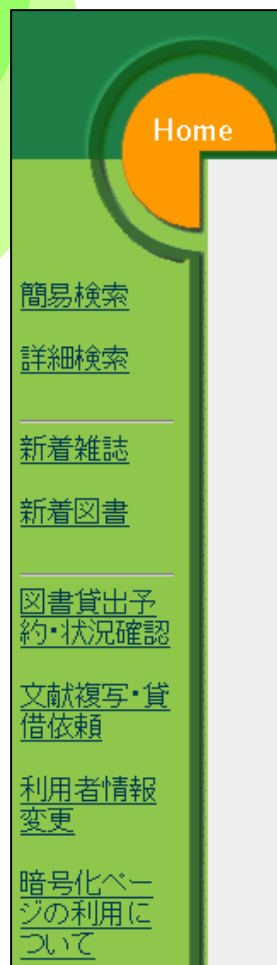 Home
簡易検索
詳細検索
新着雑誌
新着図書
図書貸出予
約・状況確認
文献複写・貸
借依頼
利用者情報
変更
暗号化ペー
ジの利用に
ついて